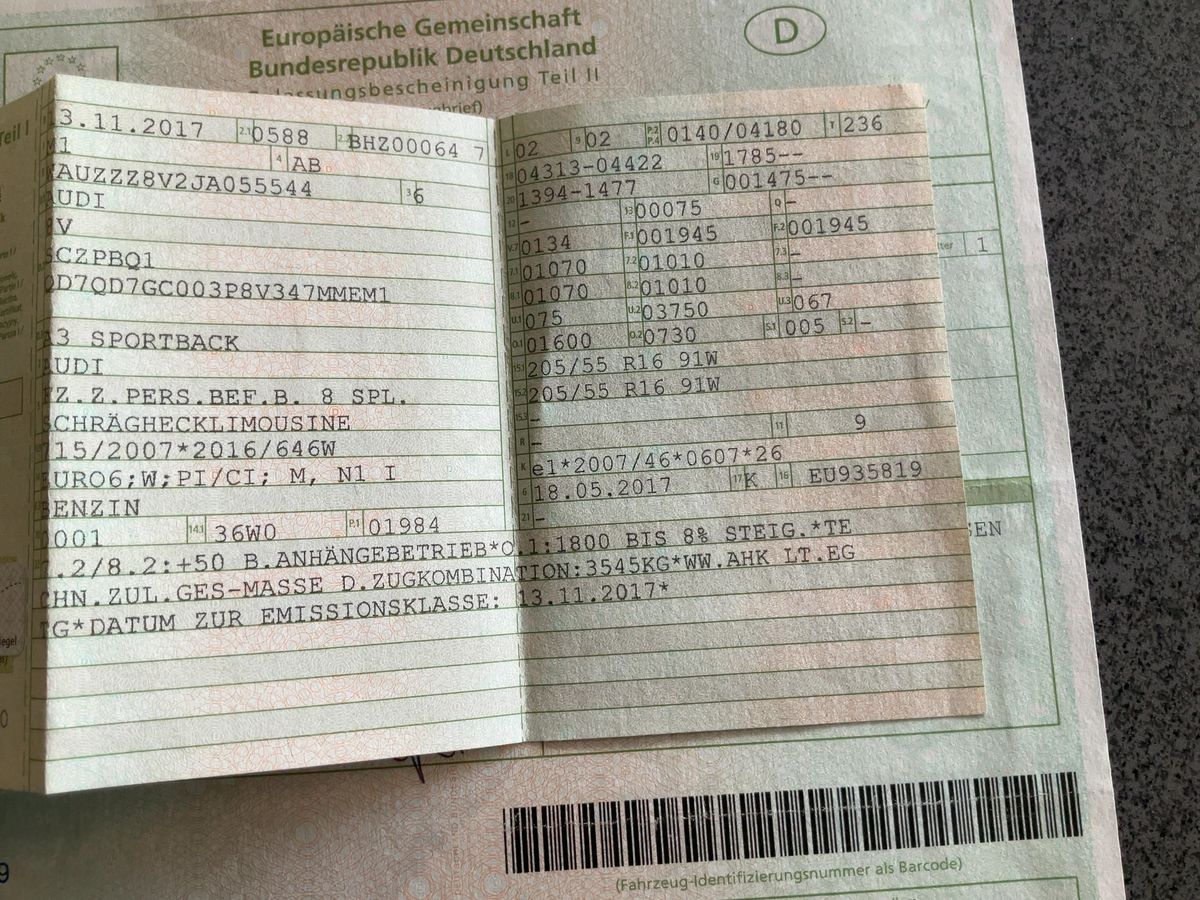 Europäische Gemeinschaft
Bundesrepublik Deutschland
Zulassungsbescheinigung Teil II
D
Teil I
3.11.2017 2.1 0588 BHZ00064 7
M1 4 AB
AUZZZ8V2JA055544 3 6
UDI
V
CZPBQ1
D7QD7GC003P8V347MMEM1
3 SPORTBACK
UDI
Z.Z.PERS.BEF.B. 8 SPL.
SCHRÄGHECKLIMOUSINE
15/2007*2016/646W
URO6;W;PI/CI; M, N1 I
BENZIN
001 14.1 36W0 P.1 01984
.2/8.2:+50 B.ANHÄNGEBETRIEB*O.1:1800 BIS 8% STEIG.*TE
HN.ZUL.GES-MASSE D.ZUGKOMBINATION:3545KG*WW.AHK LT.EG
G*DATUM ZUR EMISSIONSKLASSE: 13.11.2017*
L 02 9 02 P.2 P.4 0140/04180 T 236
18 04313-04422 19 1785--
20 1394-1477 G 001475--
12 - 13 00075 Q -
V.7 0134 F.1 001945 F.2 001945
7.1 01070 7.2 01010 7.3 -
8.1 01070 8.2 01010 8.3 -
U.1 075 U.2 03750 U.3 067
O.1 01600 O.2 0730 S.1 005 S.2 -
15.1 205/55 R16 91W
15.2 205/55 R16 91W
15.3 -
R - 11 9
K e1*2007/46*0607*26
6 18.05.2017 17 K 16 EU935819
21 -
1
(Fahrzeug-Identifizierungsnummer als Barcode)